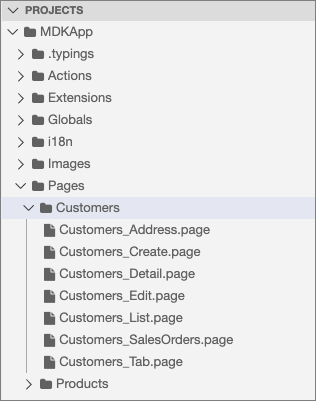 PROJECTS
MDKApp
.typings
Actions
Extensions
Globals
i18n
Images
Pages
Customers
Customers_Address.page
Customers_Create.page
Customers_Detail.page
Customers_Edit.page
Customers_List.page
Customers_SalesOrders.page
Customers_Tab.page
Products